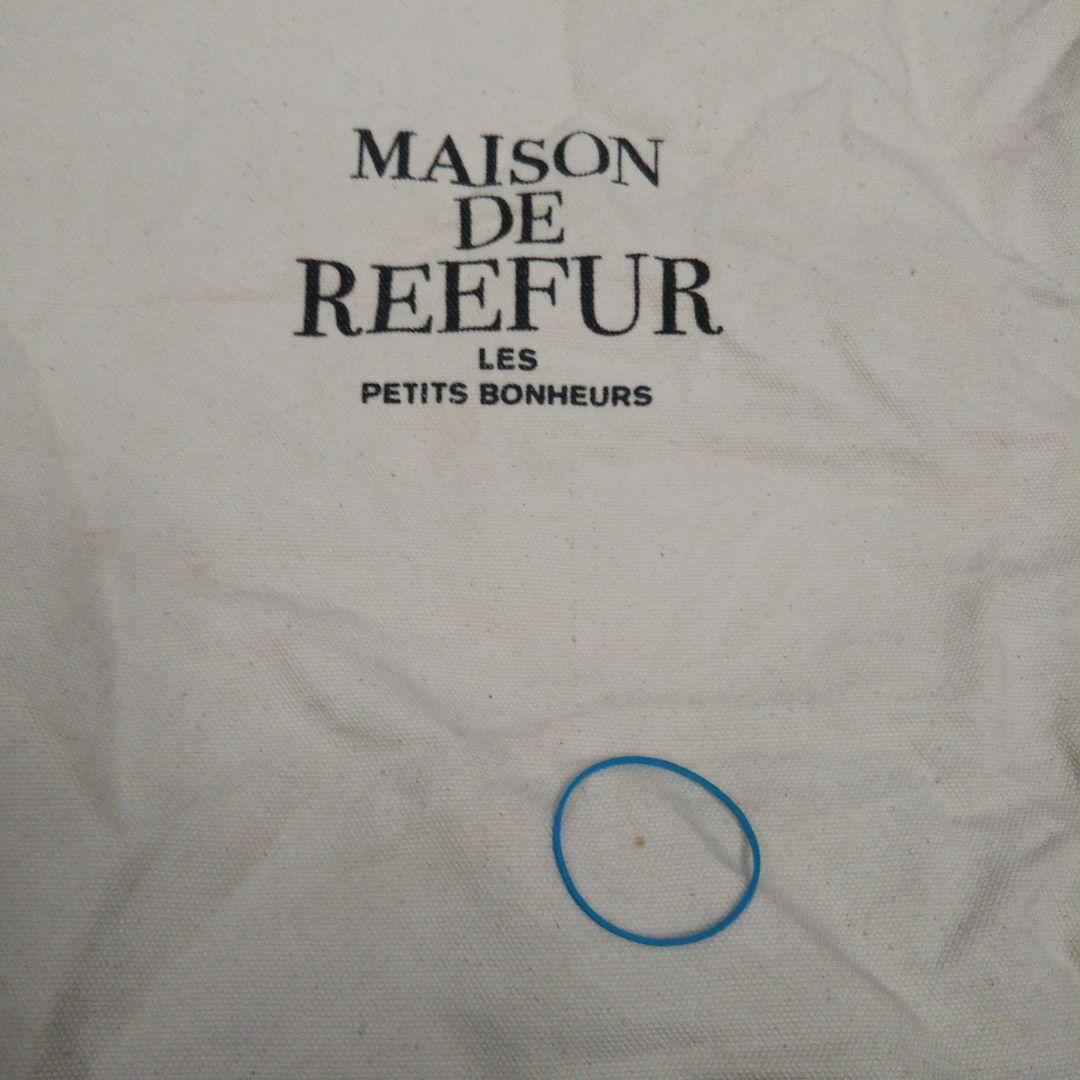 MAISON
DE
REEFUR
LES
PETITS BONHEURS